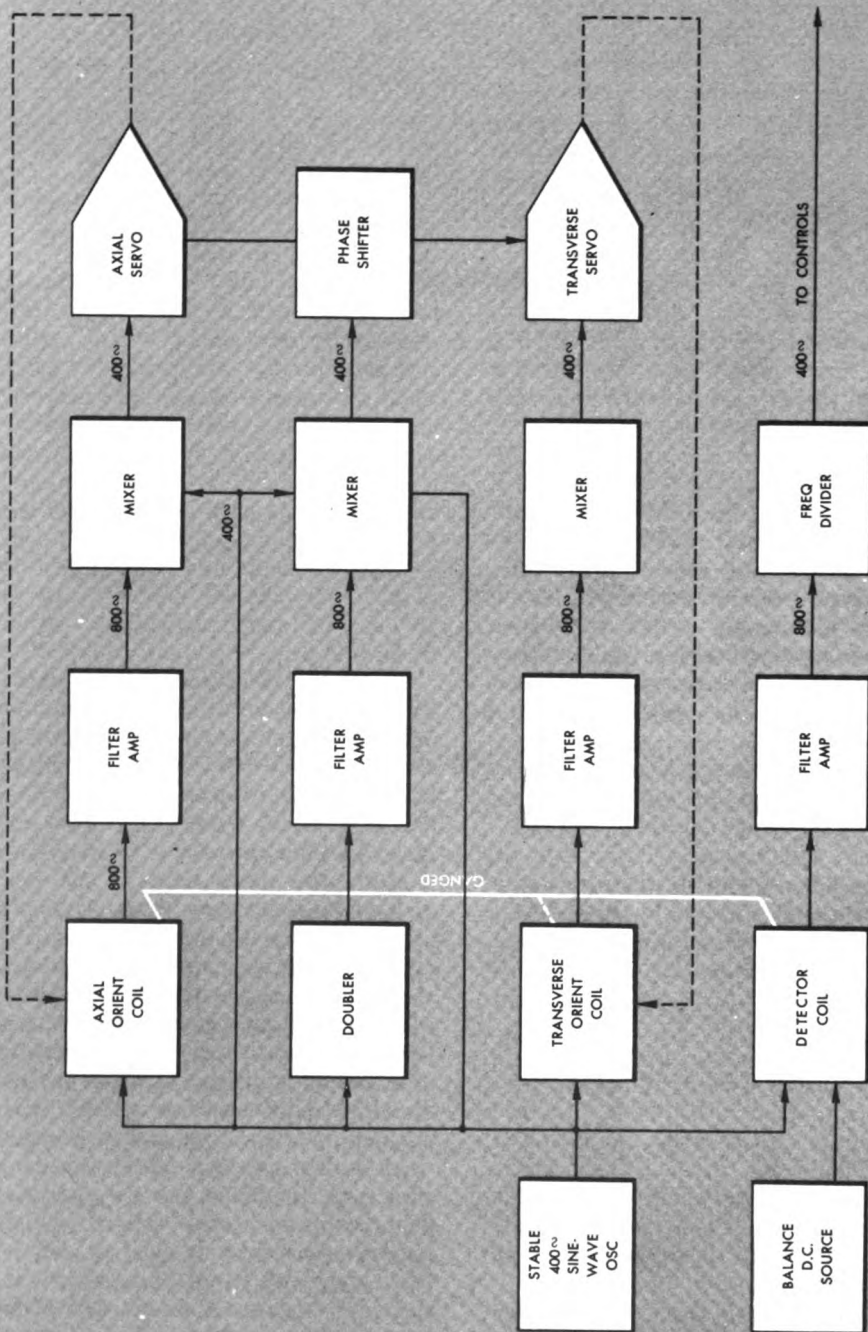 AXIAL
ORIENT
COIL
800∾
FILTER
AMP
800∾
MIXER
400∾
AXIAL
SERVO
DOUBLER
FILTER
AMP
800∾
400∾
MIXER
400∾
PHASE
SHIFTER
STABLE
400∾
SINE-
WAVE
OSC
TRANSVERSE
ORIENT
COIL
GANGED
FILTER
AMP
800∾
MIXER
400∾
TRANSVERSE
SERVO
BALANCE
D.C.
SOURCE
DETECTOR
COIL
FILTER
AMP
800∾
FREQ
DIVIDER
400∾ TO CONTROLS